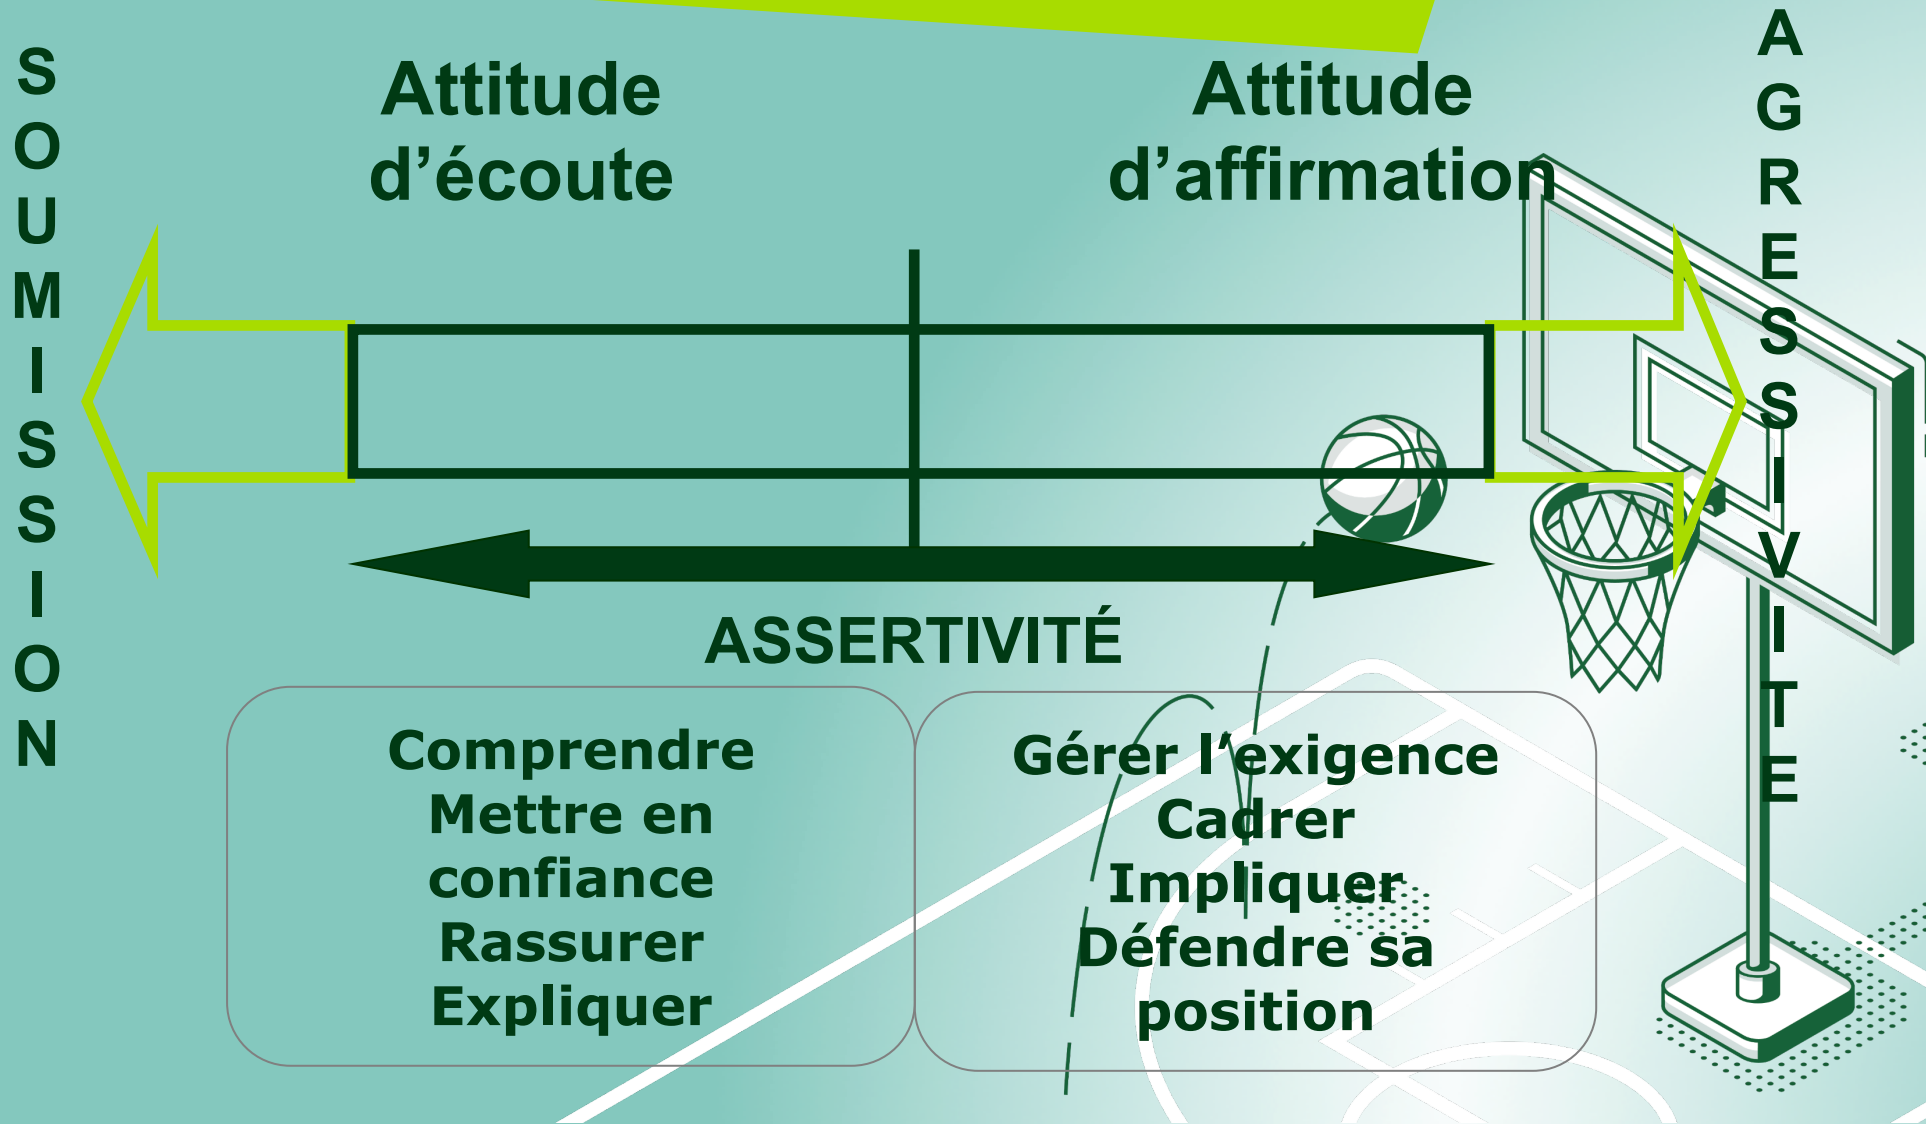 SOUMISSION
Attitude
d’écoute
Attitude
d’affirmation
AGRESSIVITE
ASSERTIVITÉ
Comprendre
Mettre en
confiance
Rassurer
Expliquer
Gérer l’exigence
Cadrer
Impliquer
Défendre sa
position